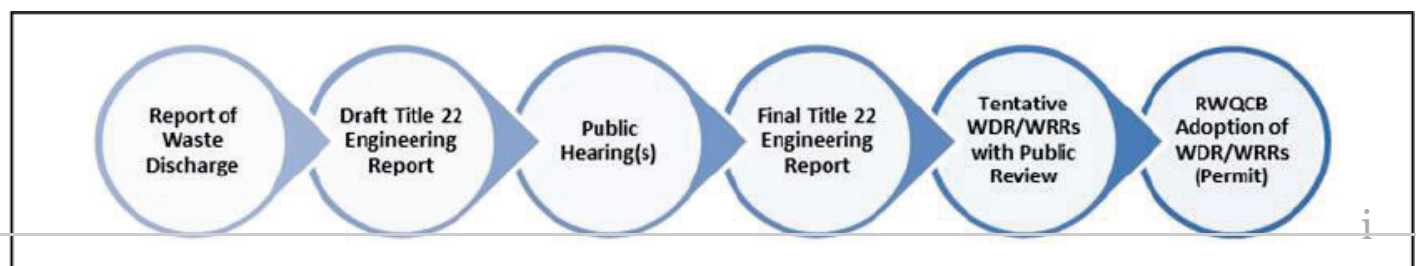 Report of
Waste
Discharge
Draft Title 22
Engineering
Report
Public
Hearing(s)
Final Title 22
Engineering
Report
Tentative
WDR/WRRs
with Public
Review
RWQCB
Adoption of
WDR/WRRs
(Permit)
i